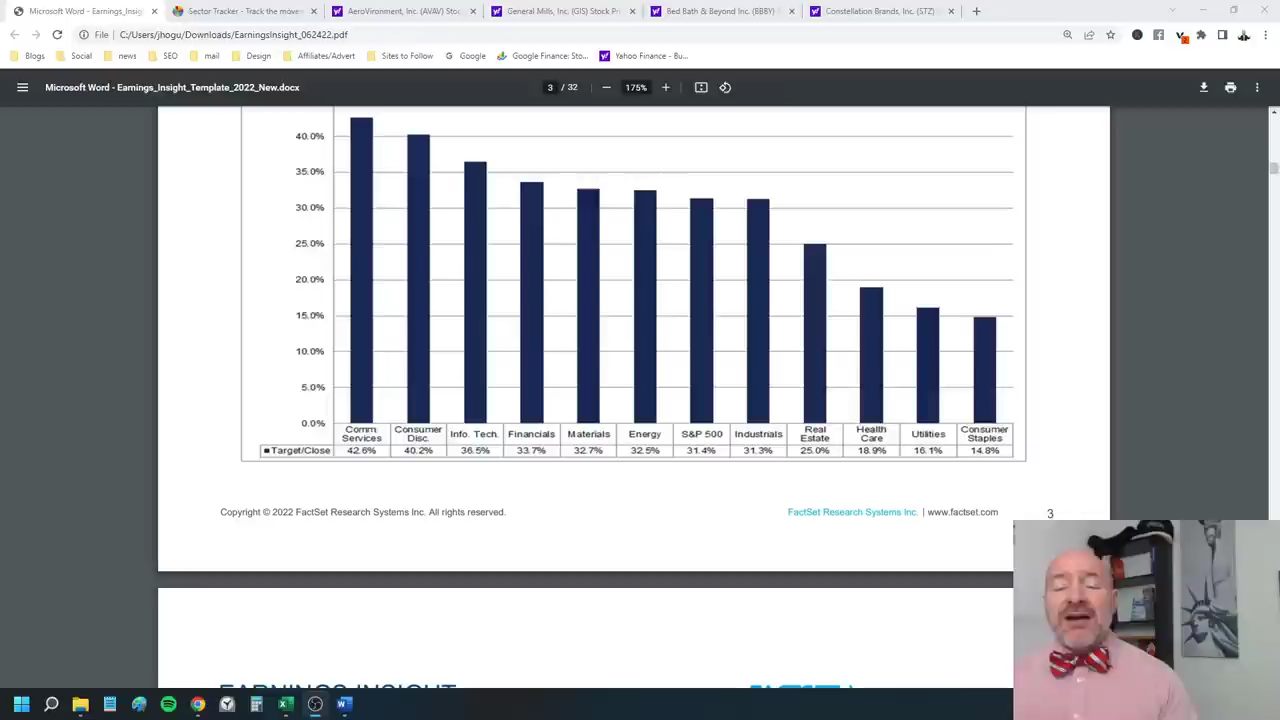 Microsoft Word - Earnings_Insig
Sector Tracker - Track the move
AeroVironment, Inc. (AVAV) Stoc
General Mills, Inc. (GIS) Stock Pri
Bed Bath & Beyond Inc. (BBBY) S
Constellation Brands, Inc. (STZ)
File
C:/Users/jhogu/Downloads/EarningsInsight_062422.pdf
Blogs
Social
news
SEO
mail
Design
Affiliates/Advert
Sites to Follow
Google
Google Finance: Sto...
Yahoo Finance - Bu...
Microsoft Word - Earnings_Insight_Template_2022_New.docx
3 / 32
175%
40.0%
35.0%
30.0%
25.0%
20.0%
15.0%
10.0%
5.0%
0.0%
Comm. Services Consumer Disc. Info. Tech. Financials Materials Energy S&P 500 Industrials Real Estate Health Care Utilities Consumer Staples
Target/Close 42.6% 40.2% 36.5% 33.7% 32.7% 32.5% 31.4% 31.3% 25.0% 18.9% 16.1% 14.8%
Copyright © 2022 FactSet Research Systems Inc. All rights reserved.
FactSet Research Systems Inc. | www.factset.com
3
EARNINGS INSIGHT
FACTSET